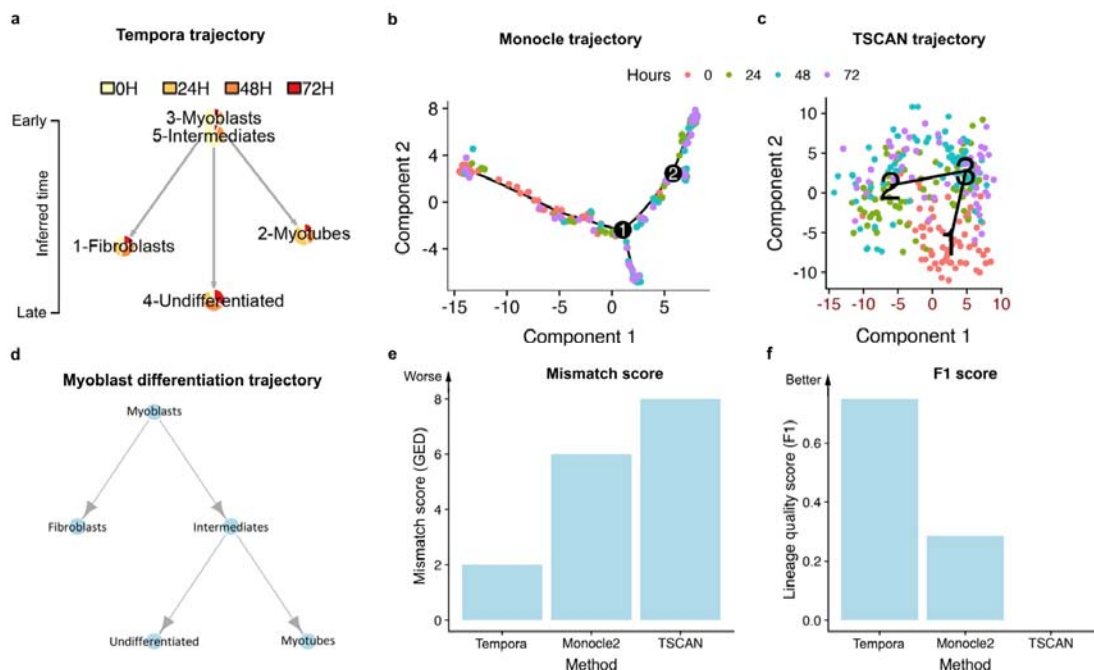 a
Tempora trajectory
0H 24H 48H 72H
Early
Inferred time
Late
3-Myoblasts
5-Intermediates
1-Fibroblasts
2-Myotubes
4-Undifferentiated
b
Monocle trajectory
c
TSCAN trajectory
Hours 0 24 48 72
Component 2
8
4
0
-4
1
2
-15 -10 -5 0 5
Component 1
Component 2
10
5
0
-5
-10
2
3
1
-15 -10 -5 0 5 10
Component 1
d
Myoblast differentiation trajectory
Myoblasts
Fibroblasts
Intermediates
Undifferentiated
Myotubes
e
Worse
Mismatch score
Mismatch score (GED)
8
6
4
2
0
Tempora Monocle2 TSCAN
Method
f
Better
F1 score
Lineage quality score (F1)
0.6
0.4
0.2
0.0
Tempora Monocle2 TSCAN
Method